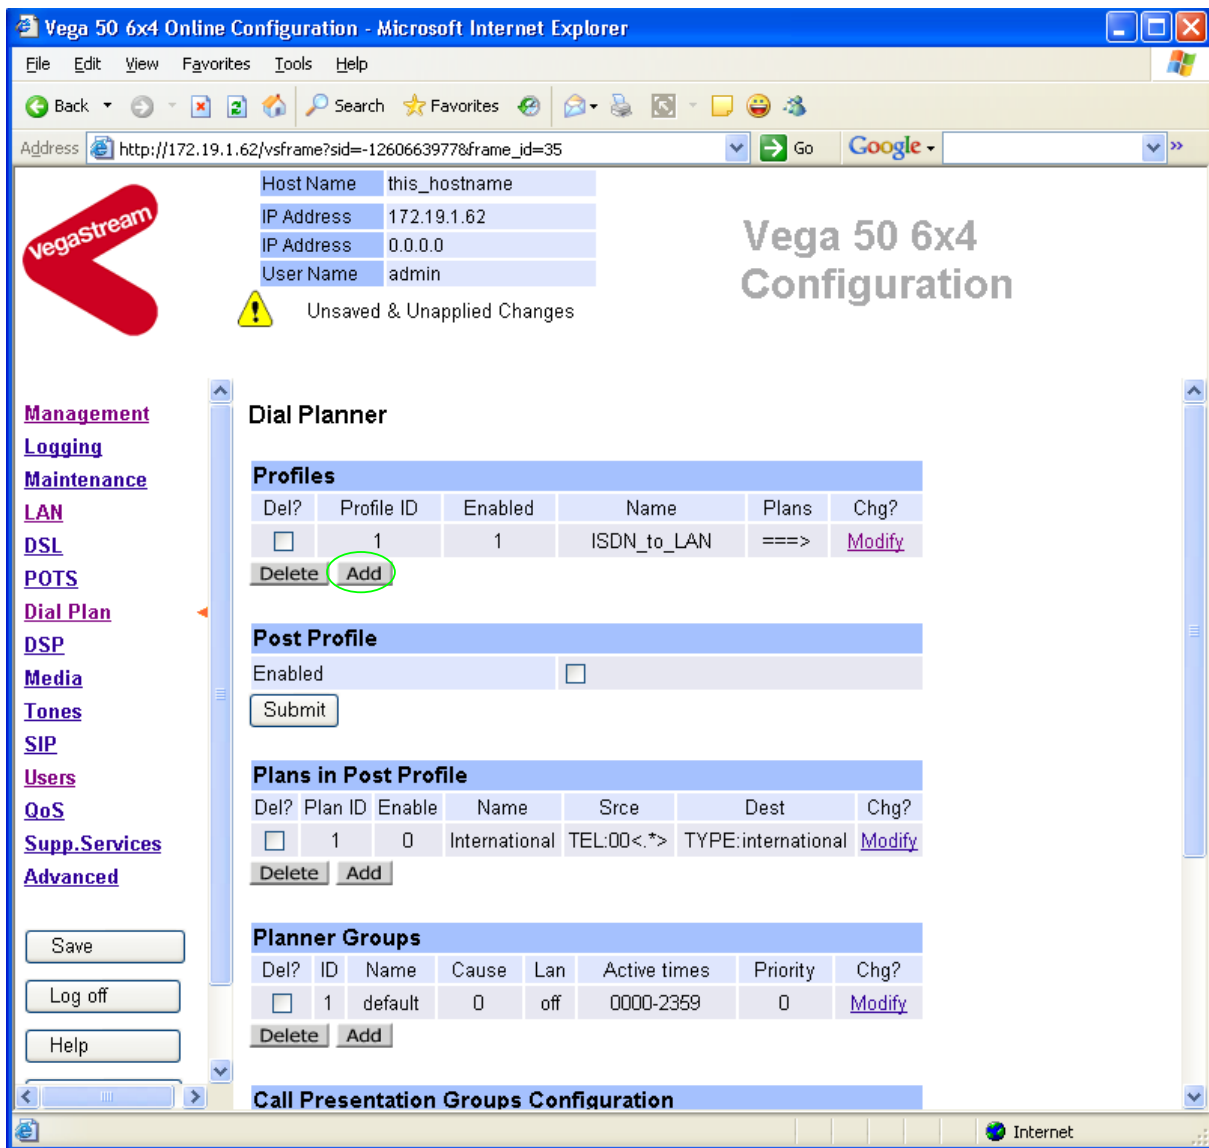 Vega 50 6x4 Online Configuration - Microsoft Internet Explorer
File Edit View Favorites Tools Help
Back Search Favorites
Address http://172.19.1.62/vsframe?sid=-1260663977&frame_id=35 Go Google »
vegastream
Host Name this_hostname
IP Address 172.19.1.62
IP Address 0.0.0.0
User Name admin
Unsaved & Unapplied Changes
Vega 50 6x4
Configuration
Management
Logging
Maintenance
LAN
DSL
POTS
Dial Plan
DSP
Media
Tones
SIP
Users
QoS
Supp.Services
Advanced
Save
Log off
Help
Dial Planner
Profiles
Del? Profile ID Enabled Name Plans Chg?
1 1 ISDN_to_LAN ===> Modify
Delete Add
Post Profile
Enabled
Submit
Plans in Post Profile
Del? Plan ID Enable Name Srce Dest Chg?
1 0 International TEL:00<.*> TYPE:international Modify
Delete Add
Planner Groups
Del? ID Name Cause Lan Active times Priority Chg?
1 default 0 off 0000-2359 0 Modify
Delete Add
Call Presentation Groups Configuration
Internet